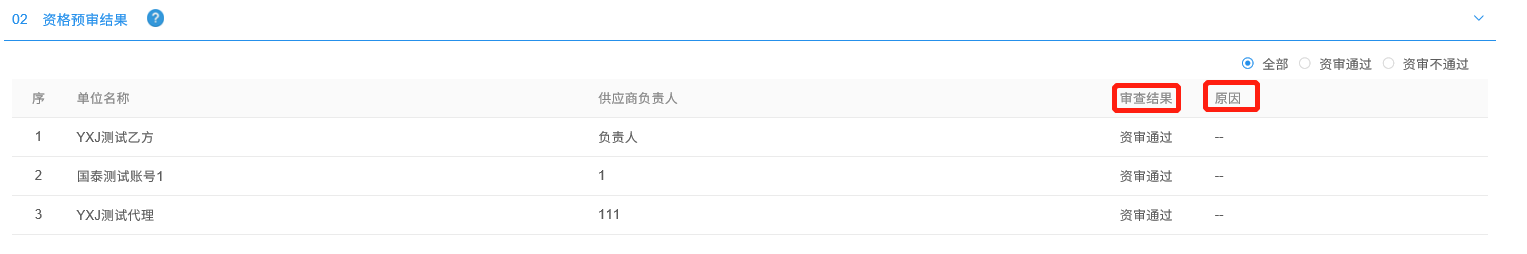 02 资格预审结果 ?
全部 资审通过 资审不通过
序 单位名称 供应商负责人 审查结果 原因
1 YXJ测试乙方 负责人 资审通过 --
2 国泰测试账号1 1 资审通过 --
3 YXJ测试代理 111 资审通过 --